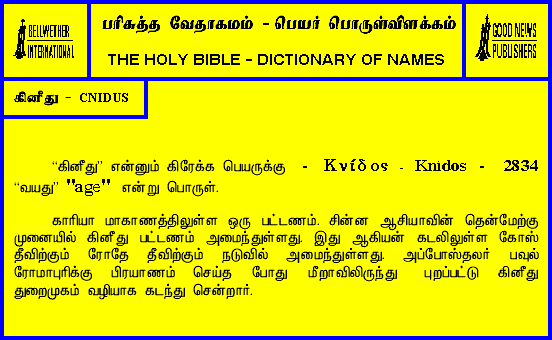 BELLWETHER
INTERNATIONAL
பரிசுத்த வேதாகமம் - பெயர் பொருள்விளக்கம்
THE HOLY BIBLE - DICTIONARY OF NAMES
GOOD NEWS
PUBLISHERS
கினீது - CNIDUS
“கினீது” என்னும் கிரேக்க பெயருக்கு - Κνίδος - Knidos - 2834
“வயது” "age" என்று பொருள்.
காரியா மாகாணத்திலுள்ள ஒரு பட்டணம். சின்ன ஆசியாவின் தென்மேற்கு
முனையில் கினீது பட்டணம் அமைந்துள்ளது. இது ஆகியன் கடலிலுள்ள கோஸ்
தீவிற்கும் ரோதே தீவிற்கும் நடுவில் அமைந்துள்ளது. அப்போஸ்தலர் பவுல்
ரோமாபுரிக்கு பிரயாணம் செய்த போது மீறாவிலிருந்து புறப்பட்டு கினீது
துறைமுகம் வழியாக கடந்து சென்றார்.